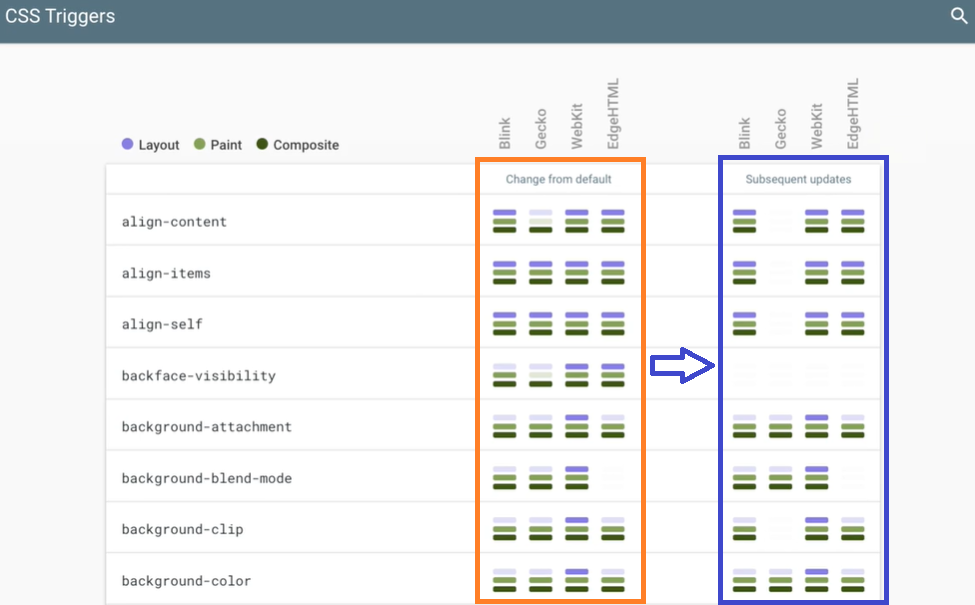 CSS Triggers
Blink
Gecko
WebKit
EdgeHTML
Blink
Gecko
WebKit
EdgeHTML
Layout Paint Composite
Change from default Subsequent updates
align-content
align-items
align-self
backface-visibility
background-attachment
background-blend-mode
background-clip
background-color